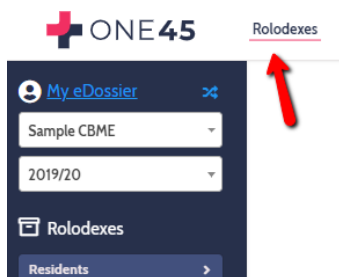 ONE45 Rolodexes
My eDossier
Sample CBME
2019/20
Rolodexes
Residents